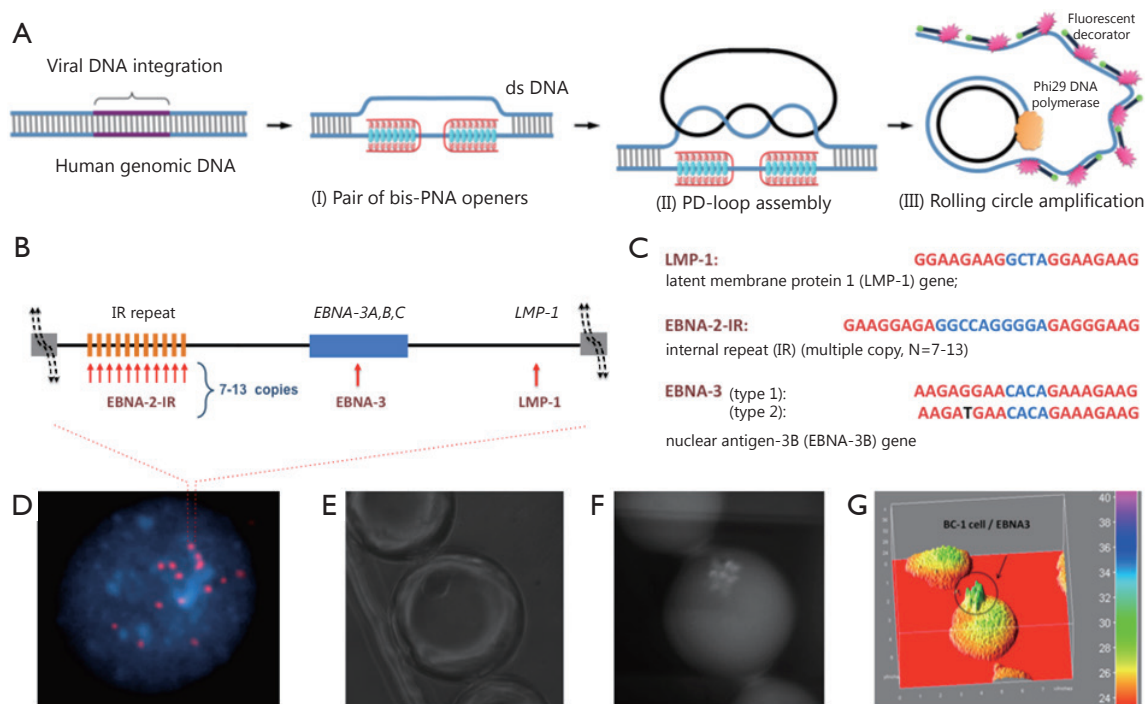 A
Viral DNA integration
Human genomic DNA
ds DNA
(I) Pair of bis-PNA openers
(II) PD-loop assembly
Fluorescent
decorator
Phi29 DNA
polymerase
(III) Rolling circle amplification
B
IR repeat
EBNA-3A,B,C
LMP-1
7-13 copies
EBNA-2-IR
EBNA-3
LMP-1
C
LMP-1: GGAAGAAGGCTAGGAAGAAG
latent membrane protein 1 (LMP-1) gene;
EBNA-2-IR: GAAGGAGAGGCCAGGGGAGAGGGAAG
internal repeat (IR) (multiple copy, N=7-13)
EBNA-3 (type 1): AAGAGGAACACAGAAAGAAG
(type 2): AAGATGAACACAGAAAGAAG
nuclear antigen-3B (EBNA-3B) gene
D
E
F
G
BC-1 cell / EBNA3
40
38
36
34
33
30
28
26
24